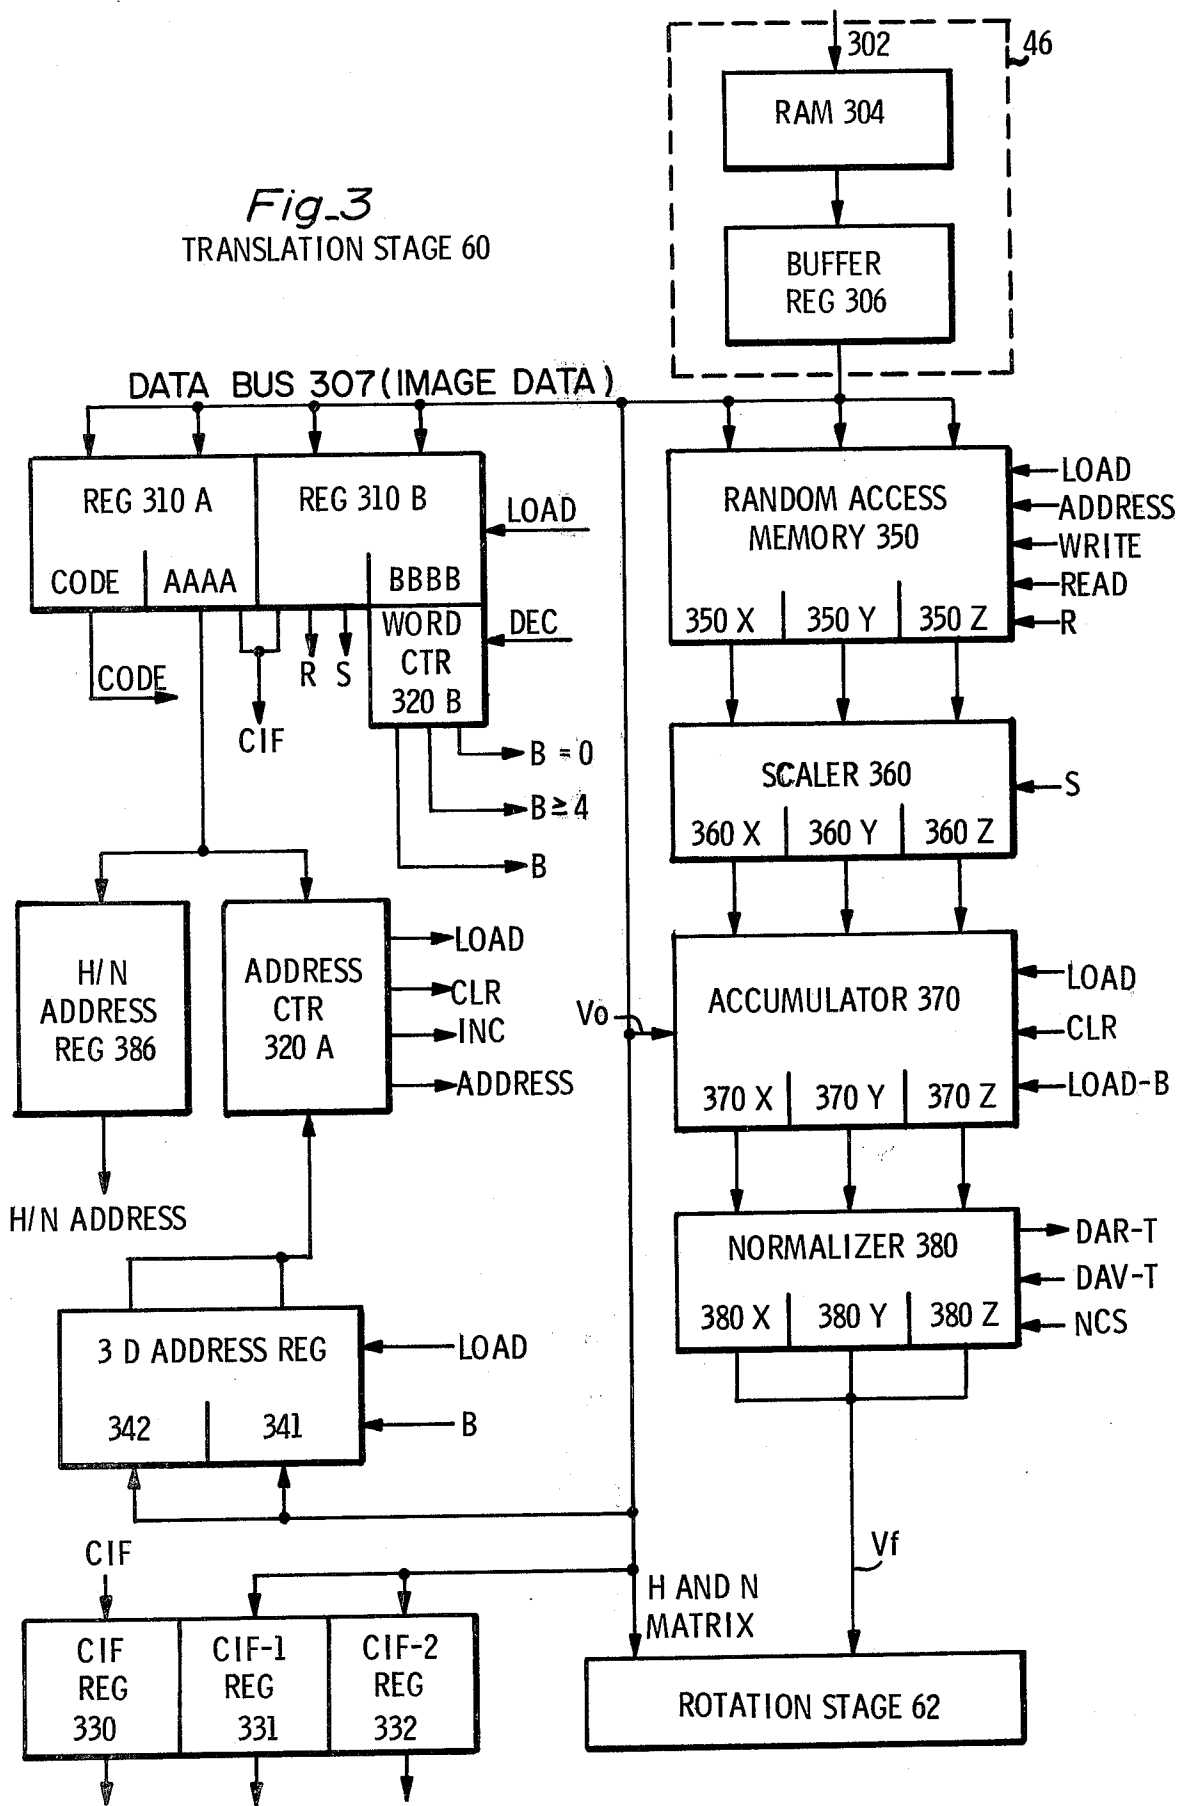 302
46
RAM 304
Fig_3
TRANSLATION STAGE 60
BUFFER
REG 306
DATA BUS 307 (IMAGE DATA)
REG 310 A
REG 310 B
LOAD
CODE
AAAA
BBBB
WORD
CTR
320 B
DEC
CODE
CIF
R
S
B = 0
B ≥ 4
B
RANDOM ACCESS
MEMORY 350
350 X
350 Y
350 Z
LOAD
ADDRESS
WRITE
READ
R
SCALER 360
360 X
360 Y
360 Z
S
H/N
ADDRESS
REG 386
ADDRESS
CTR
320 A
LOAD
CLR
INC
ADDRESS
H/N ADDRESS
Vo
ACCUMULATOR 370
370 X
370 Y
370 Z
LOAD
CLR
LOAD-B
NORMALIZER 380
380 X
380 Y
380 Z
DAR-T
DAV-T
NCS
3 D ADDRESS REG
342
341
LOAD
B
CIF
CIF
REG
330
CIF-1
REG
331
CIF-2
REG
332
H AND N
MATRIX
Vf
ROTATION STAGE 62